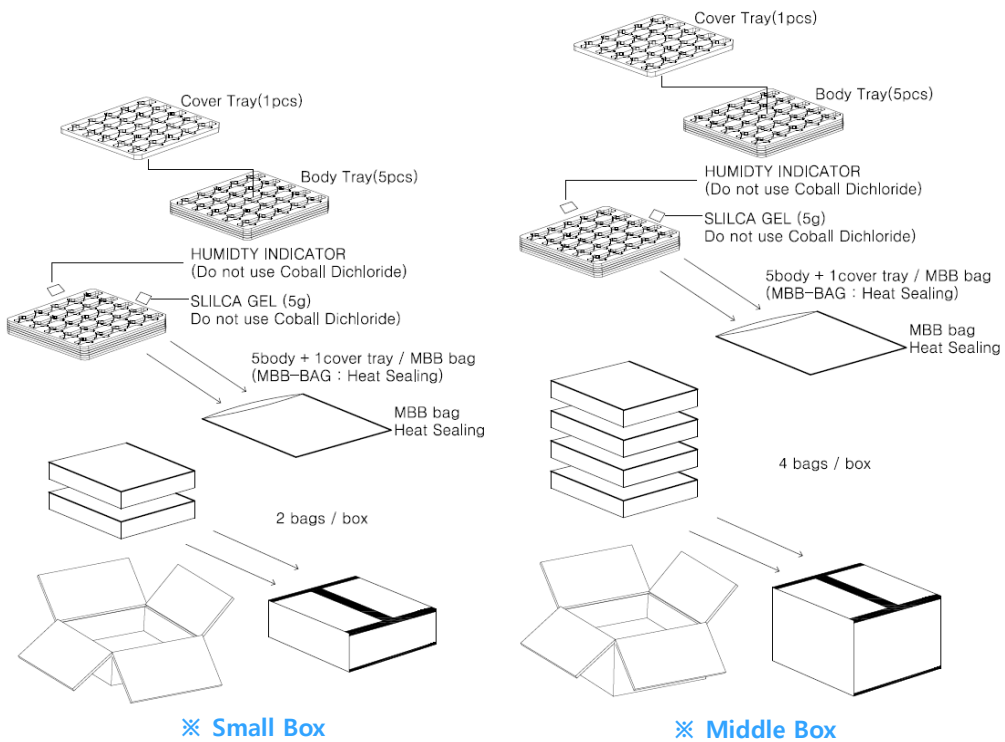 Cover Tray(1pcs)
Body Tray(5pcs)
HUMIDTY INDICATOR
(Do not use Coball Dichloride)
SLILCA GEL (5g)
Do not use Coball Dichloride)
5body + 1cover tray / MBB bag
(MBB-BAG : Heat Sealing)
MBB bag
Heat Sealing
2 bags / box
※ Small Box
Cover Tray(1pcs)
Body Tray(5pcs)
HUMIDTY INDICATOR
(Do not use Coball Dichloride)
SLILCA GEL (5g)
Do not use Coball Dichloride)
5body + 1cover tray / MBB bag
(MBB-BAG : Heat Sealing)
MBB bag
Heat Sealing
4 bags / box
※ Middle Box